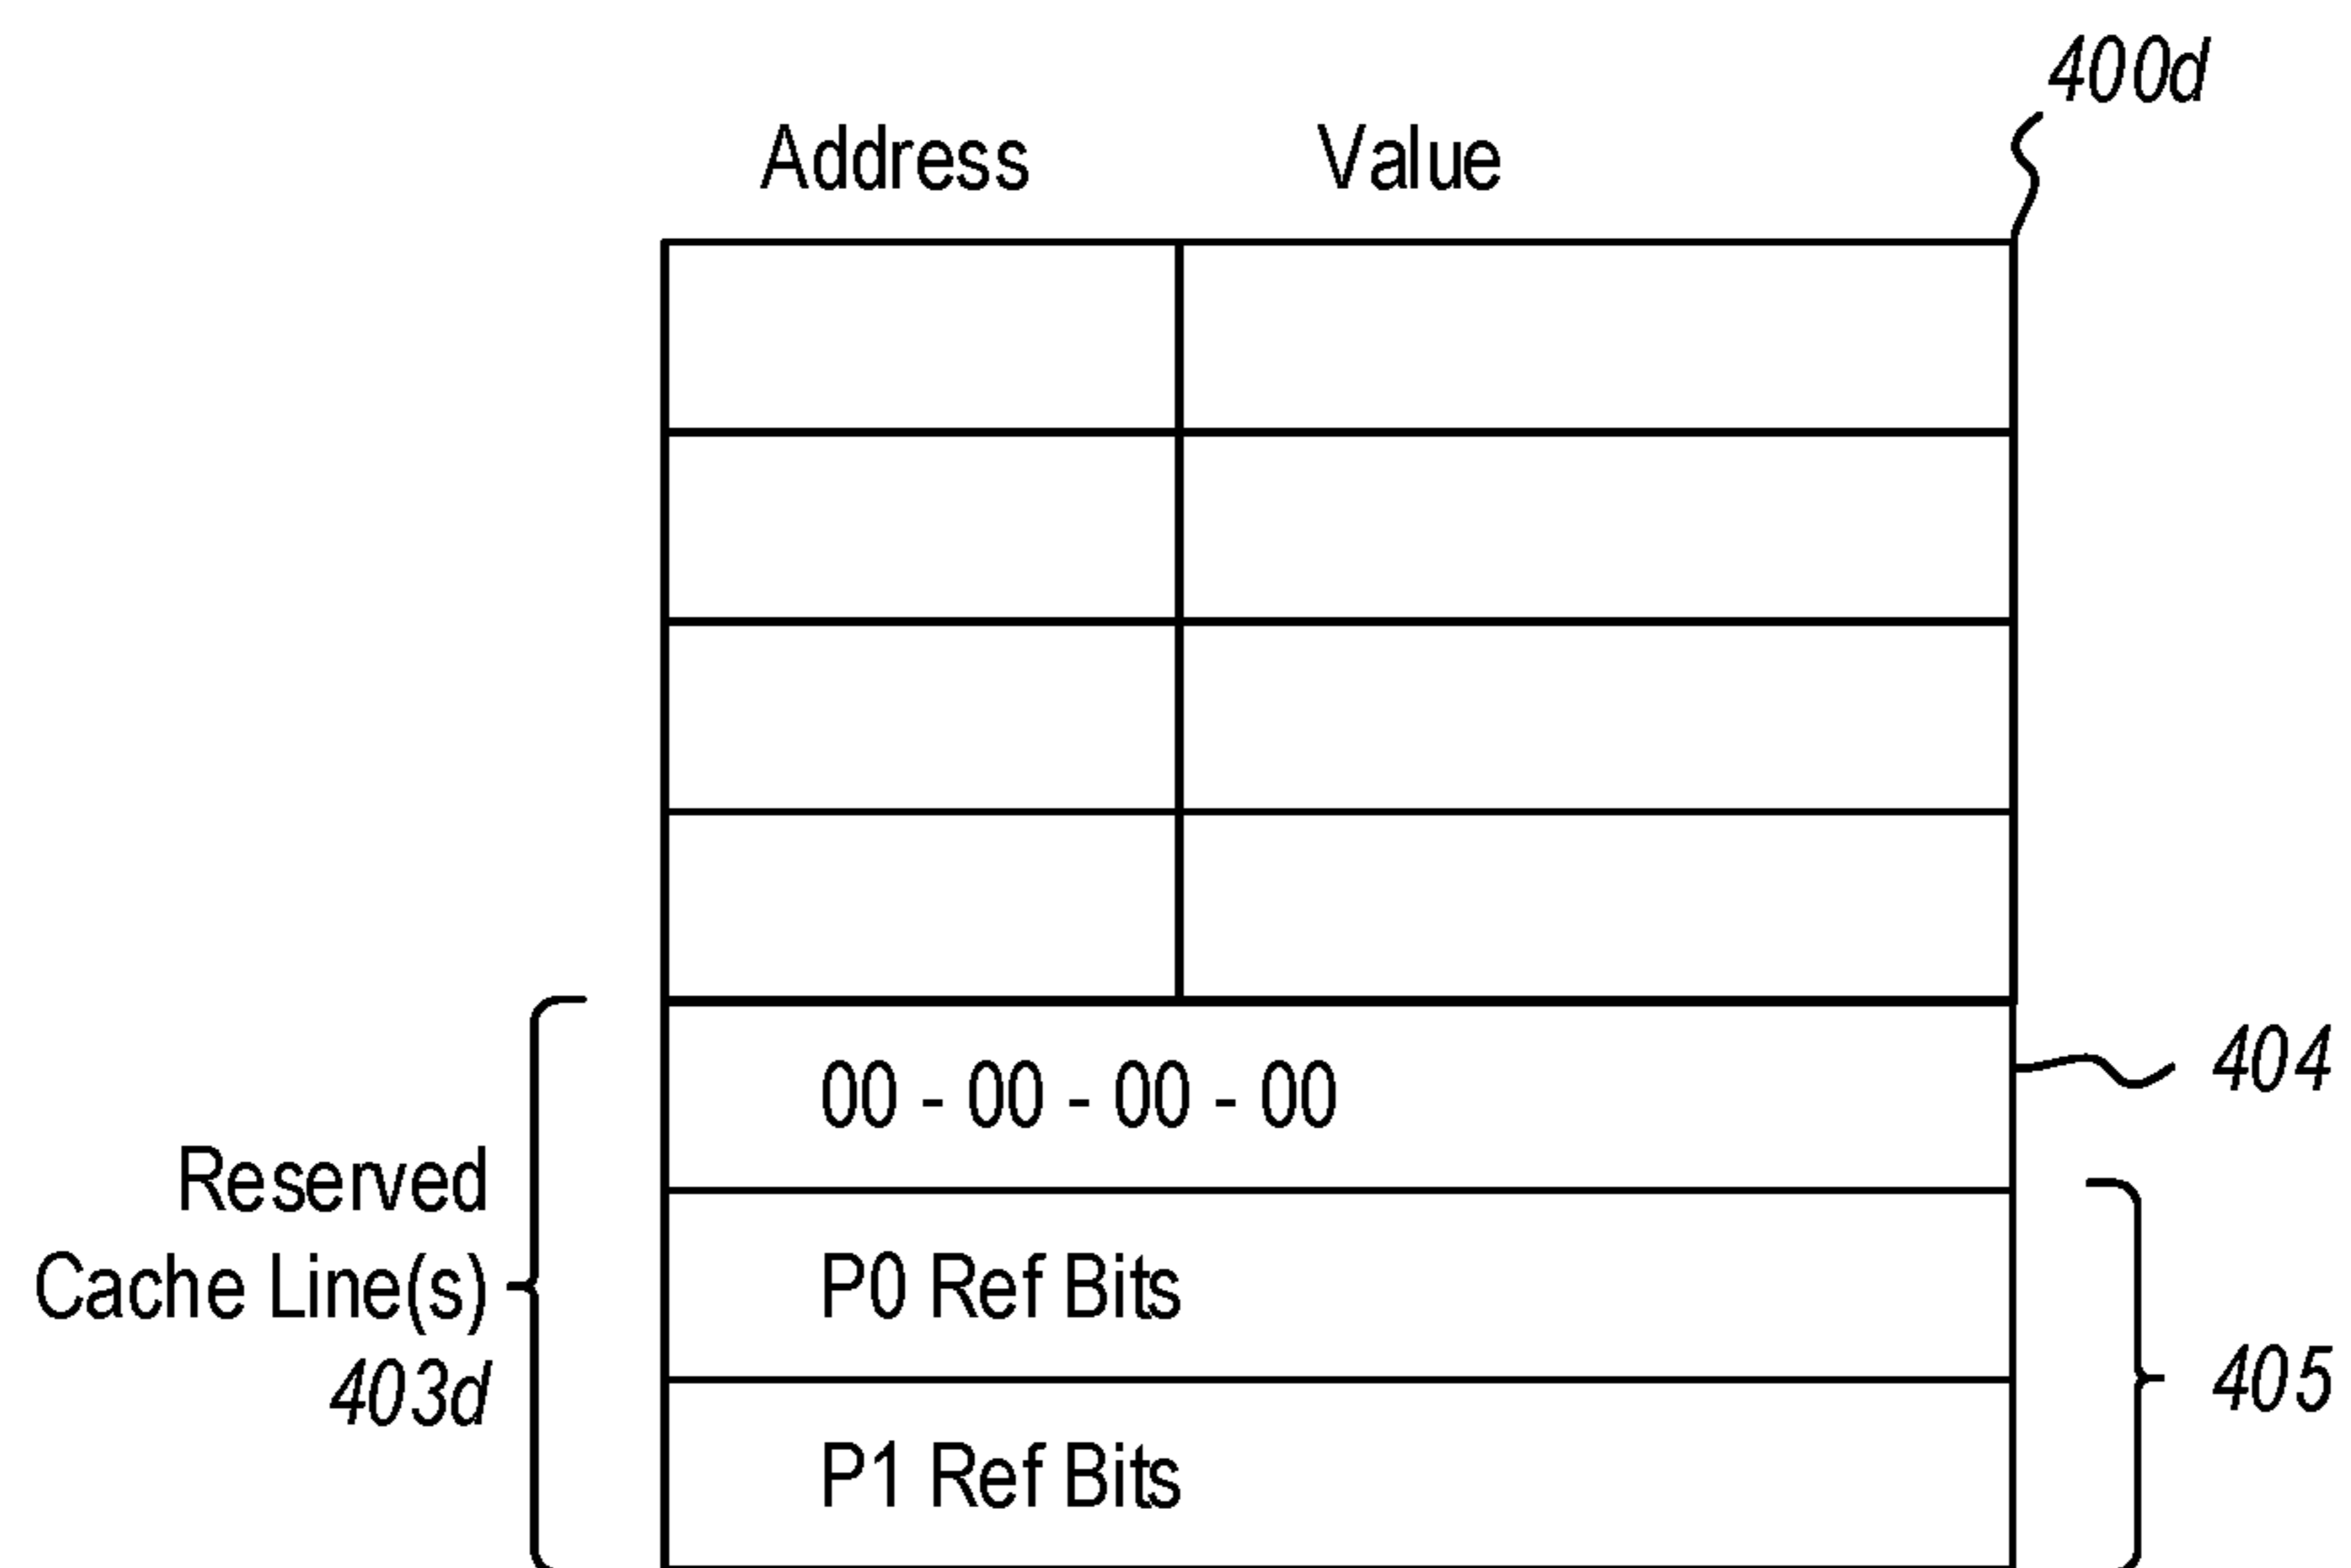 400d
Address Value
00 - 00 - 00 - 00
404
Reserved
Cache Line(s)
403d
P0 Ref Bits
P1 Ref Bits
405